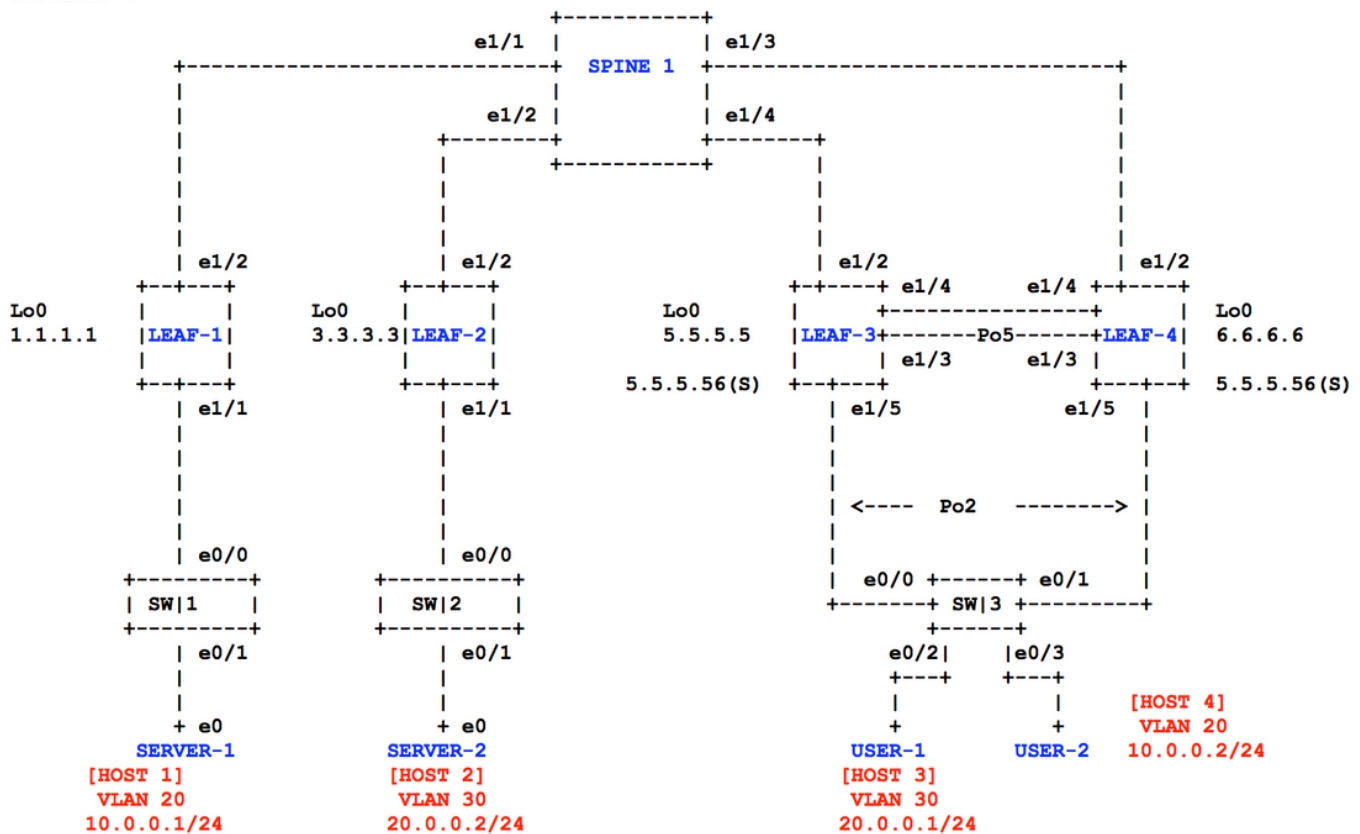 e1/1 e1/3
SPINE 1
e1/2 e1/4
e1/2 e1/2 e1/2 e1/2
e1/4 e1/4
Lo0 Lo0 Lo0 Lo0
1.1.1.1 LEAF-1 3.3.3.3 LEAF-2 5.5.5.5 LEAF-3 Po5 LEAF-4 6.6.6.6
e1/3 e1/3
5.5.5.56(S) 5.5.5.56(S)
e1/1 e1/1 e1/5 e1/5
<---- Po2 -------->
e0/0 e0/0 e0/0 e0/1
SW|1 SW|2 SW|3
e0/1 e0/1 e0/2 e0/3
[HOST 4]
e0 e0 VLAN 20
SERVER-1 SERVER-2 USER-1 USER-2 10.0.0.2/24
[HOST 1] [HOST 2] [HOST 3]
VLAN 20 VLAN 30 VLAN 30
10.0.0.1/24 20.0.0.2/24 20.0.0.1/24